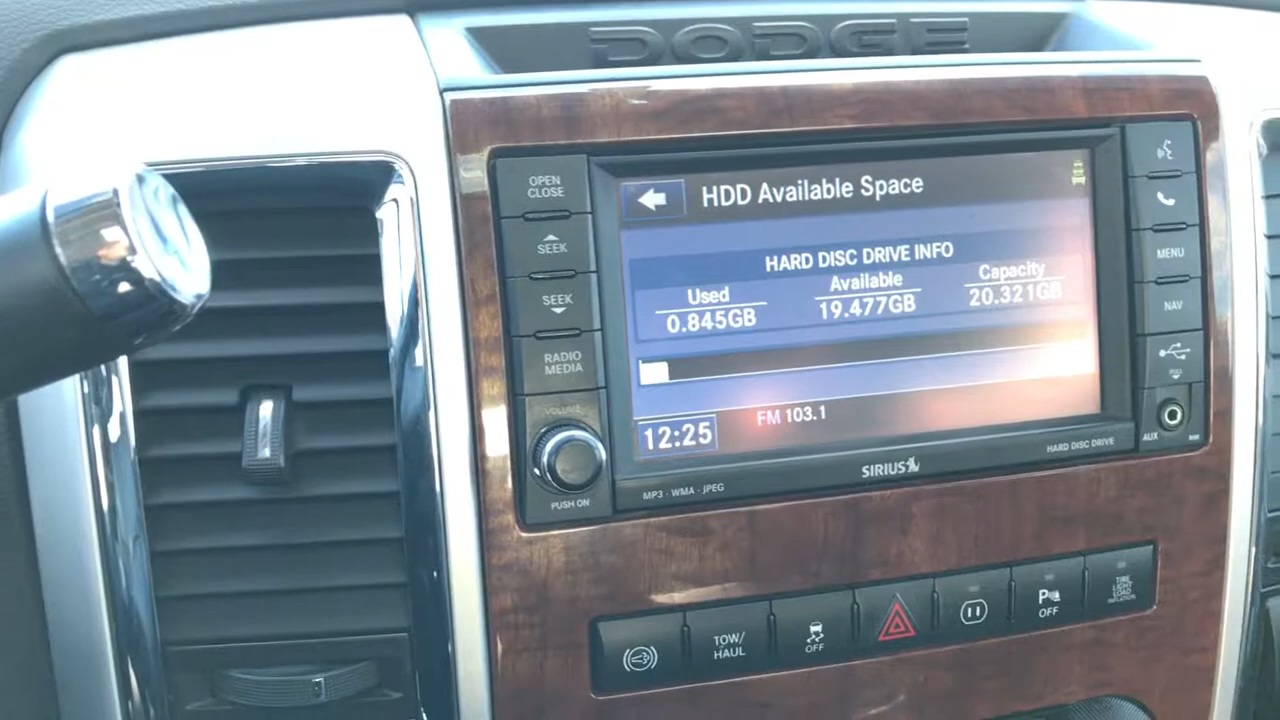 DODGE
OPEN
CLOSE
SEEK
SEEK
RADIO
MEDIA
VOLUME
PUSH ON
HDD Available Space
HARD DISC DRIVE INFO
Used
0.845GB
Available
19.477GB
Capacity
20.321GB
FM 103.1
12:25
MENU
NAV
PULL
AUX
MP3 · WMA · JPEG
SIRIUS
HARD DISC DRIVE
TOW/
HAUL
OFF
P
OFF
TIRE
LIGHT
LOAD
INFLATION